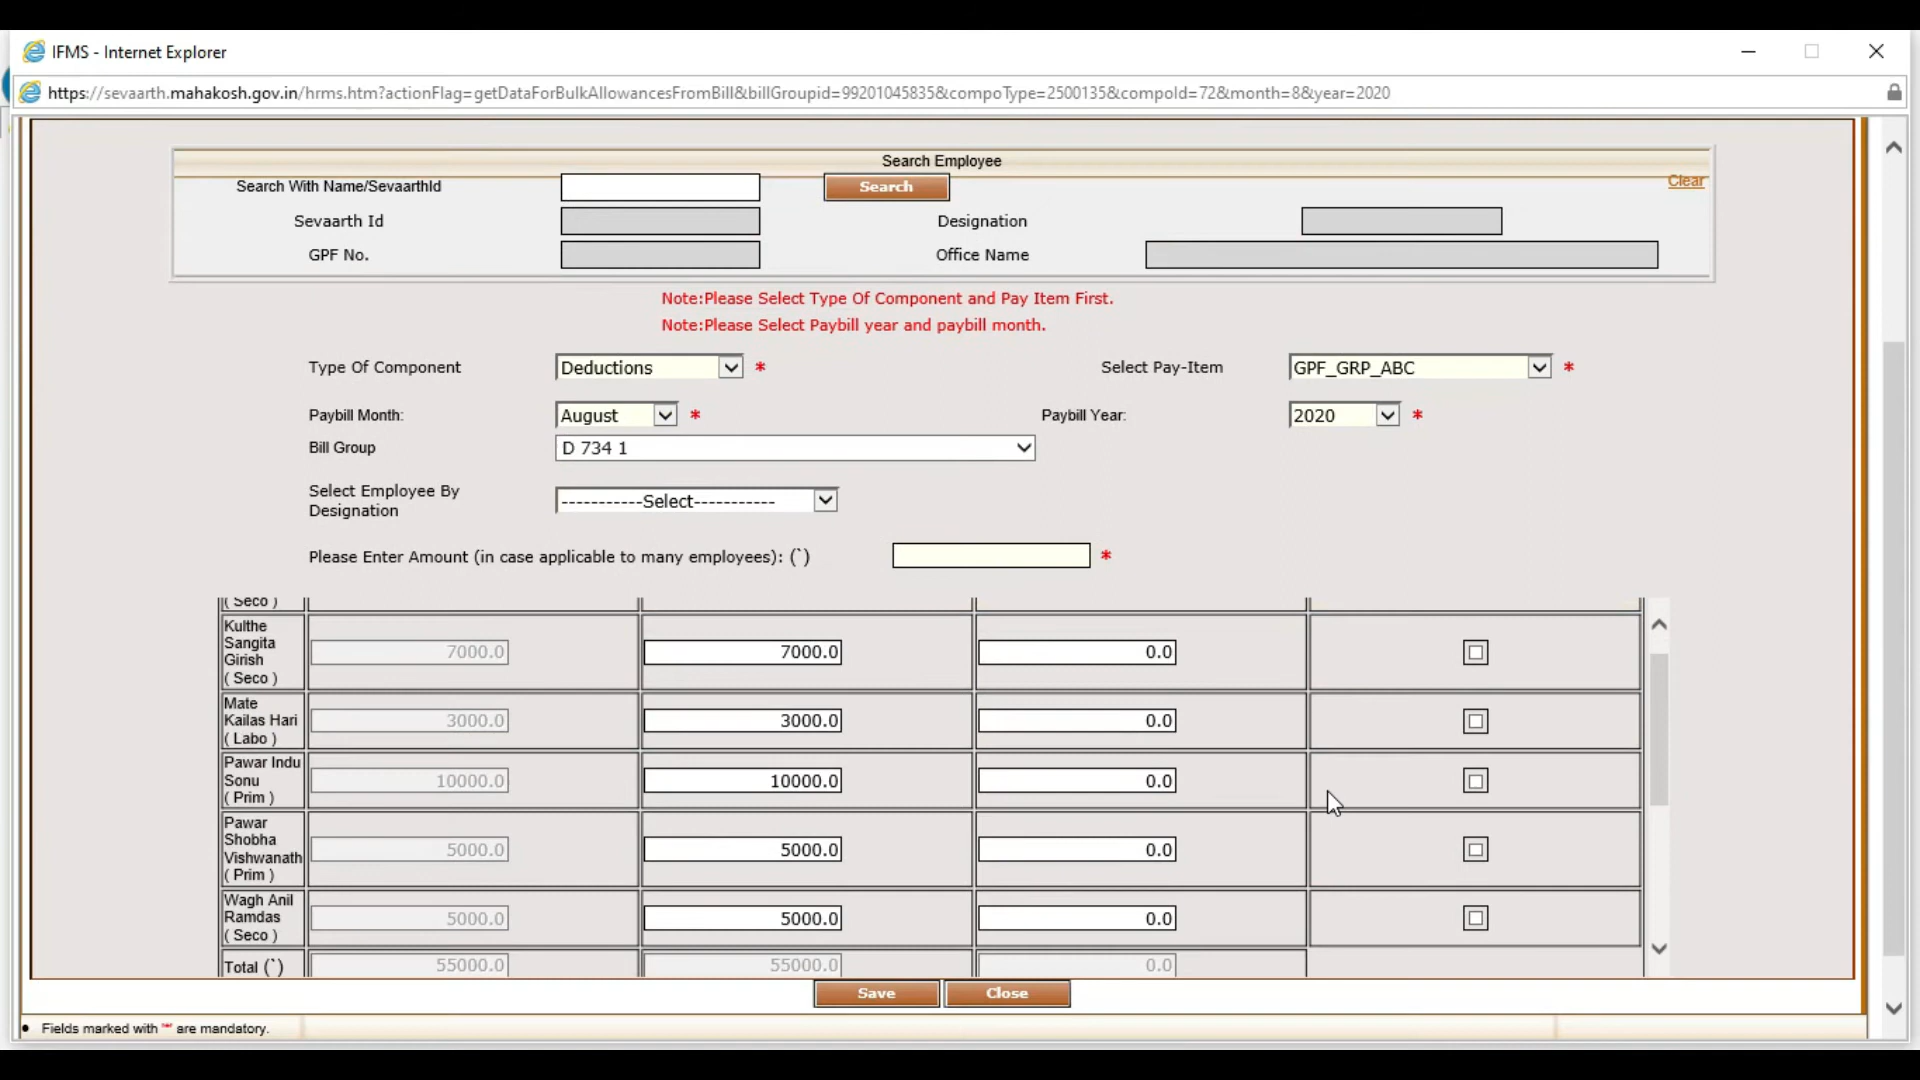 IFMS - Internet Explorer
https://sevaarth.mahakosh.gov.in/hrms.htm?actionFlag=getDataForBulkAllowancesFromBill&billGroupid=99201045835&compoType=2500135&compoId=72&month=8&year=2020
Search Employee
Search With Name/SevaarthId Search Clear
Sevaarth Id Designation
GPF No. Office Name
Note:Please Select Type Of Component and Pay Item First.
Note:Please Select Paybill year and paybill month.
Type Of Component Deductions * Select Pay-Item GPF_GRP_ABC *
Paybill Month: August * Paybill Year: 2020 *
Bill Group D 734 1
Select Employee By
Designation -----------Select-----------
Please Enter Amount (in case applicable to many employees): (`) *
( Seco )
Kulthe
Sangita
Girish
( Seco ) 7000.0 7000.0 0.0
Mate
Kailas Hari
( Labo ) 3000.0 3000.0 0.0
Pawar Indu
Sonu
( Prim ) 10000.0 10000.0 0.0
Pawar
Shobha
Vishwanath
( Prim ) 5000.0 5000.0 0.0
Wagh Anil
Ramdas
( Seco ) 5000.0 5000.0 0.0
Total (`) 55000.0 55000.0 0.0
Save Close
• Fields marked with "*" are mandatory.